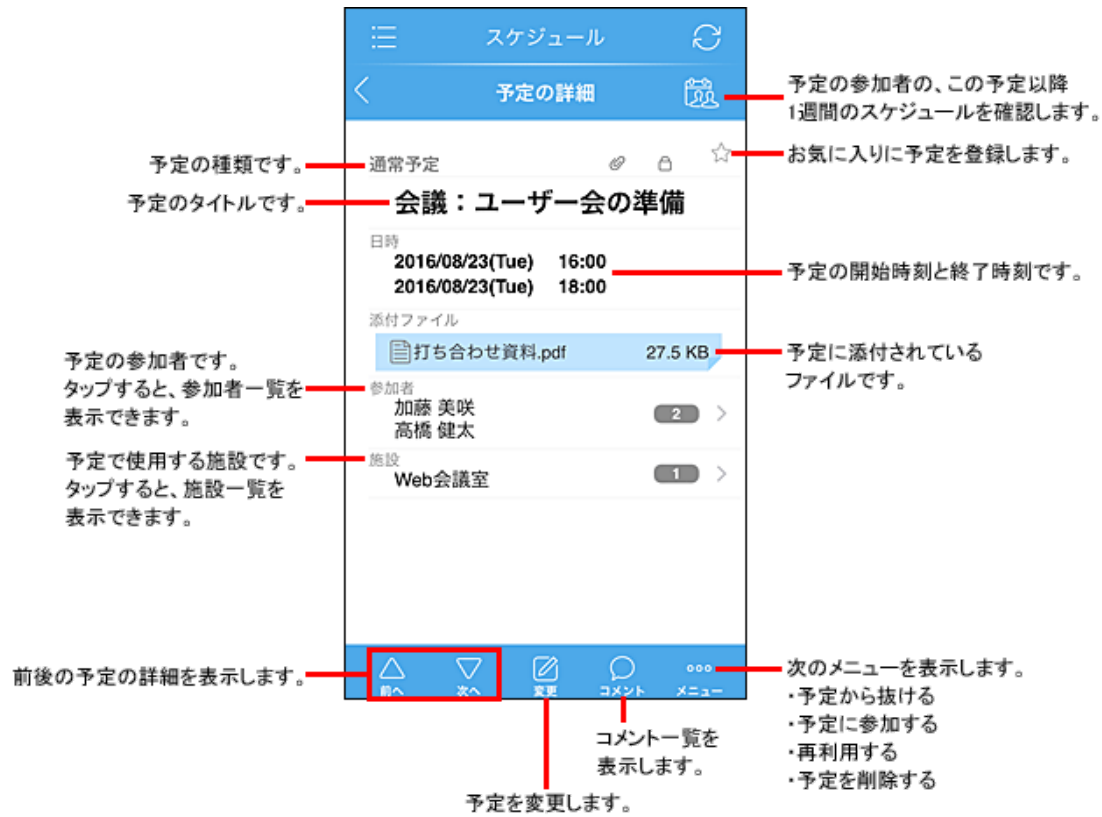 スケジュール
予定の詳細
予定の参加者の、この予定以降
1週間のスケジュールを確認します。
予定の種類です。
通常予定
お気に入りに予定を登録します。
予定のタイトルです。
会議：ユーザー会の準備
日時
2016/08/23(Tue) 16:00
2016/08/23(Tue) 18:00
予定の開始時刻と終了時刻です。
添付ファイル
打ち合わせ資料.pdf 27.5 KB
予定に添付されている
ファイルです。
予定の参加者です。
タップすると、参加者一覧を
表示できます。
参加者
加藤 美咲
高橋 健太
2
予定で使用する施設です。
タップすると、施設一覧を
表示できます。
施設
Web会議室
1
前後の予定の詳細を表示します。
前へ
次へ
変更
コメント
メニュー
次のメニューを表示します。
・予定から抜ける
・予定に参加する
・再利用する
・予定を削除する
コメント一覧を
表示します。
予定を変更します。